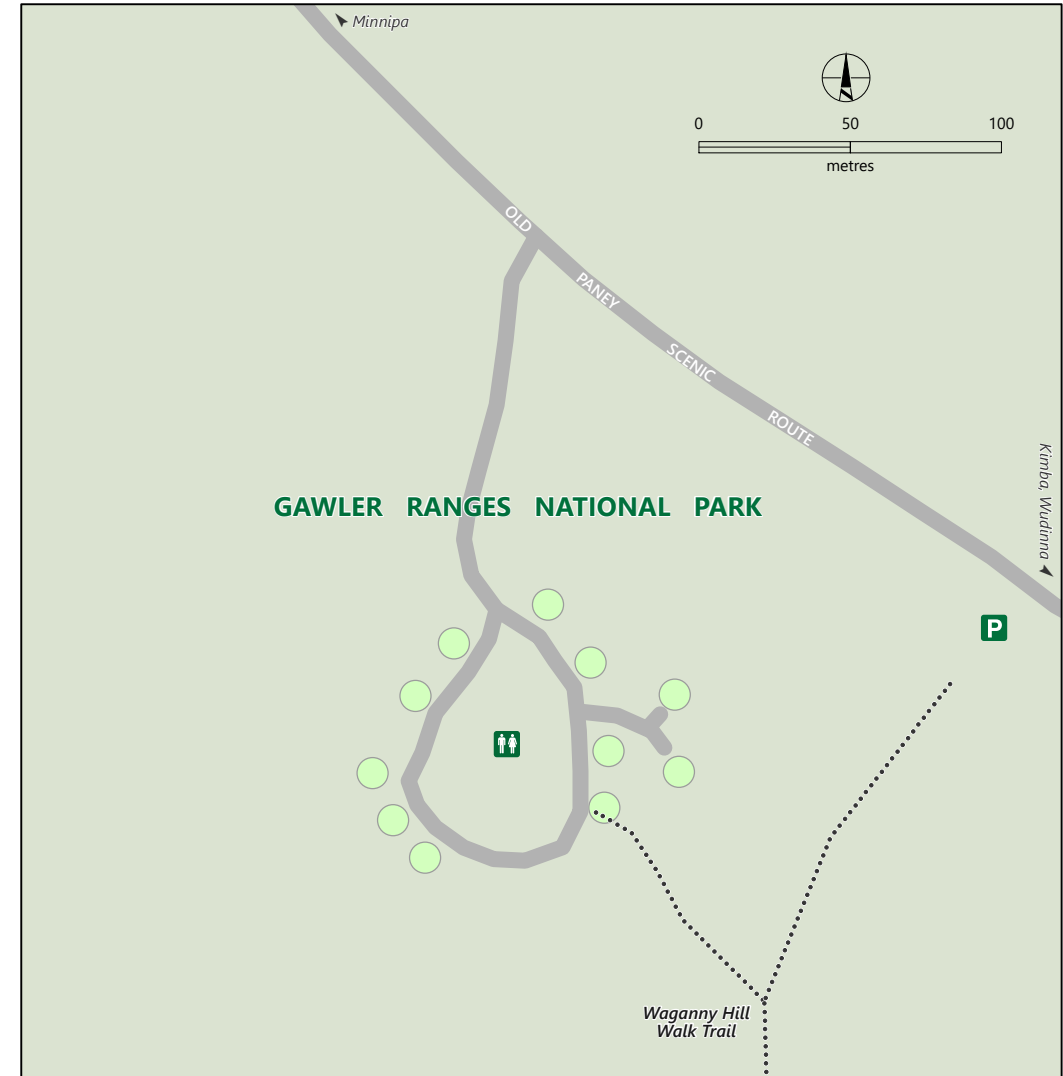 Minnipa
0 50 100
metres
OLD PANEY SCENIC ROUTE
Kimba, Wudinna
GAWLER RANGES NATIONAL PARK
P
Waganny Hill
Walk Trail